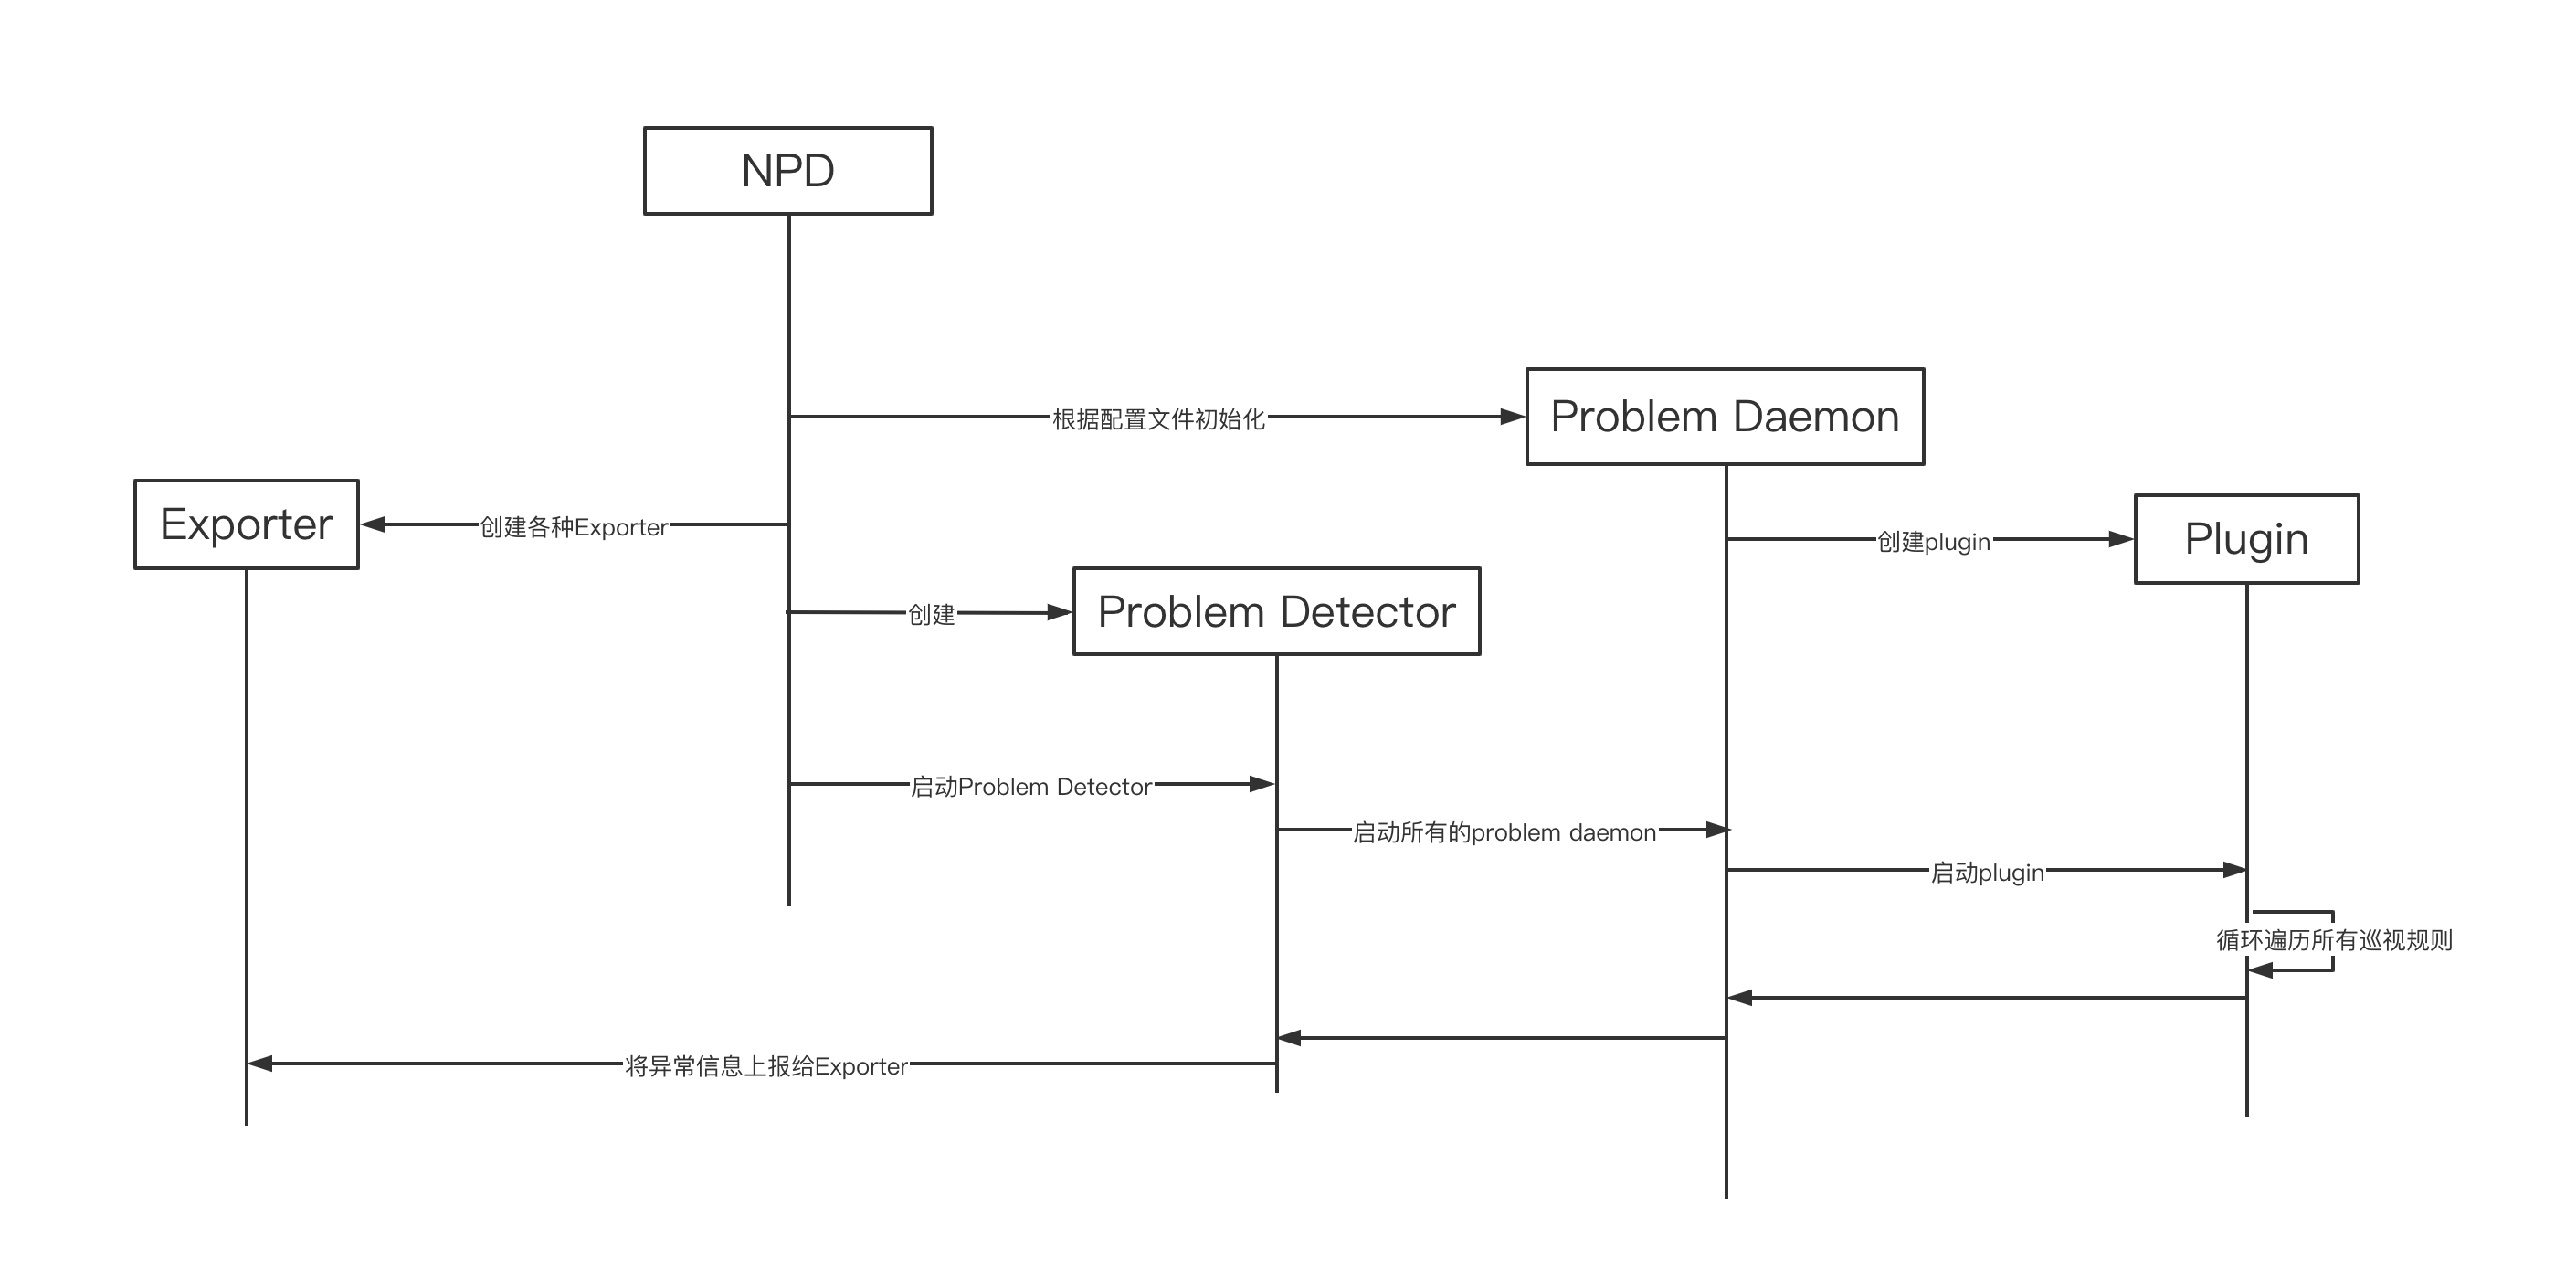 NPD
根据配置文件初始化
Problem Daemon
Exporter
创建各种Exporter
创建plugin
Plugin
创建
Problem Detector
启动Problem Detector
启动所有的problem daemon
启动plugin
循环遍历所有巡视规则
将异常信息上报给Exporter